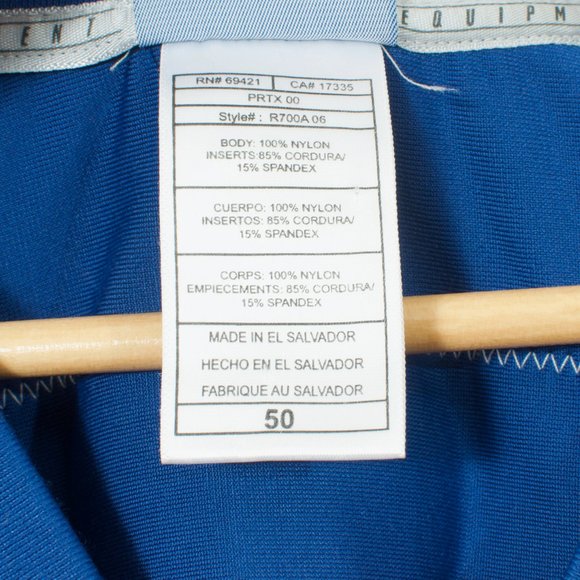 ENT
EQUIPM
RN# 69421 CA# 17335
PRTX 00
Style# : R700A 06
BODY: 100% NYLON
INSERTS:85% CORDURA/
15% SPANDEX
CUERPO: 100% NYLON
INSERTOS: 85% CORDURA/
15% SPANDEX
CORPS: 100% NYLON
EMPIECEMENTS: 85% CORDURA/
15% SPANDEX
MADE IN EL SALVADOR
HECHO EN EL SALVADOR
FABRIQUE AU SALVADOR
50